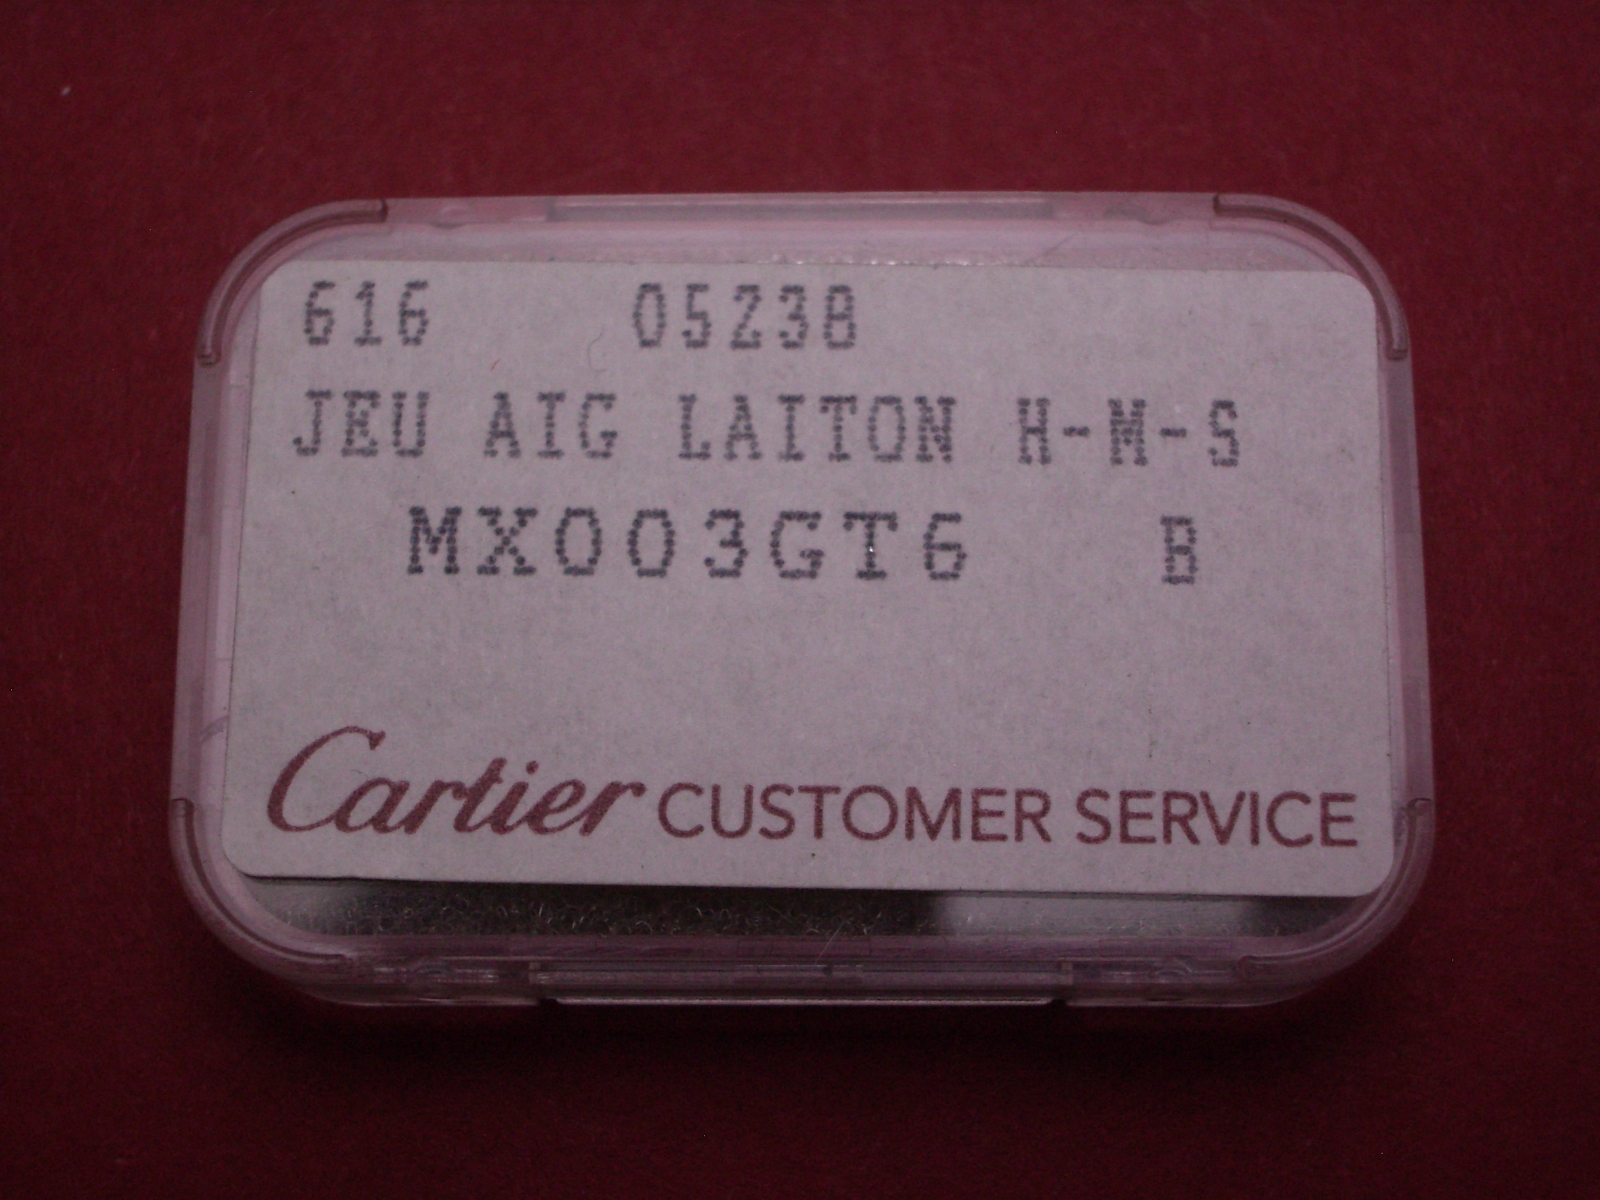 616 05238
JEU AIG LAITON H-M-S
MX003GT6 B
Cartier CUSTOMER SERVICE